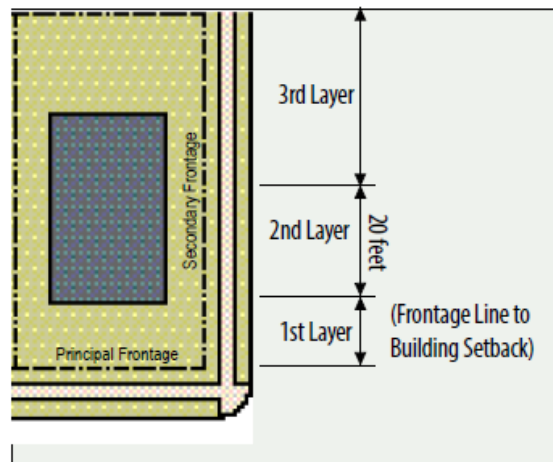 3rd Layer
Secondary Frontage
2nd Layer
20 feet
1st Layer
(Frontage Line to
Building Setback)
Principal Frontage